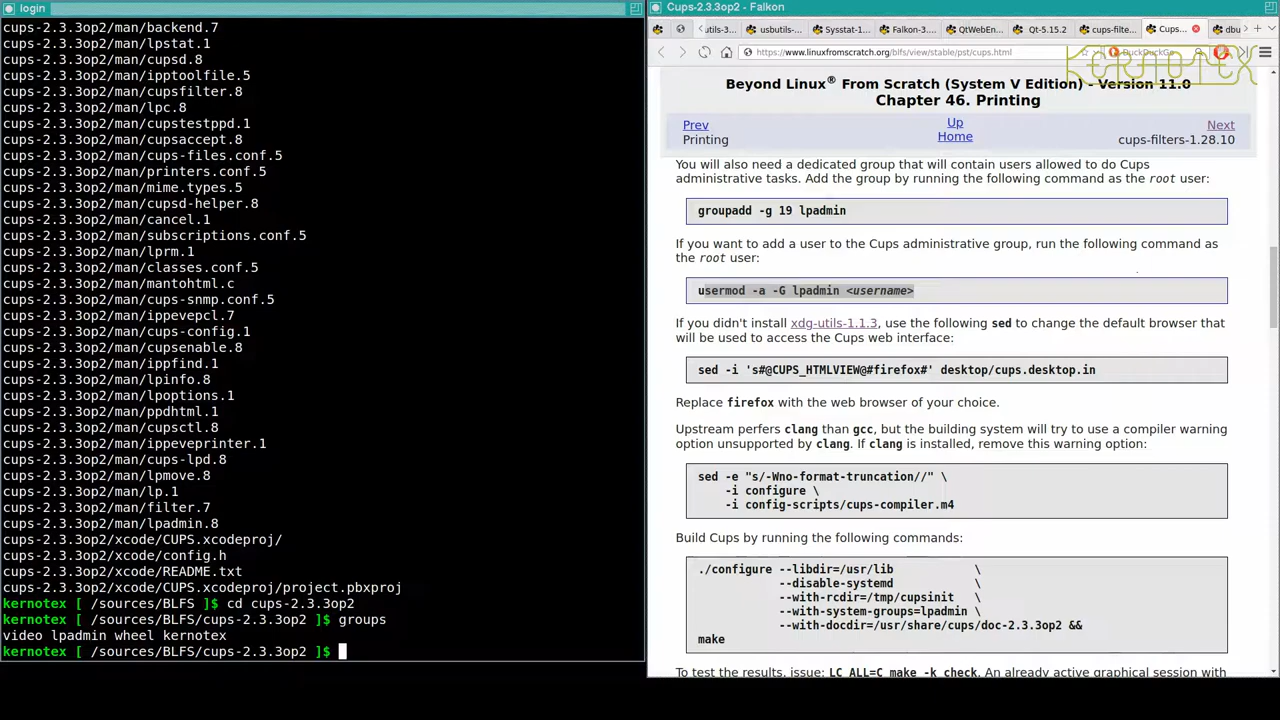 login
cups-2.3.3op2/man/backend.7
cups-2.3.3op2/man/lpstat.1
cups-2.3.3op2/man/cupsd.8
cups-2.3.3op2/man/ipptoolfile.5
cups-2.3.3op2/man/cupsfilter.8
cups-2.3.3op2/man/lpc.8
cups-2.3.3op2/man/cupstestppd.1
cups-2.3.3op2/man/cupsaccept.8
cups-2.3.3op2/man/cups-files.conf.5
cups-2.3.3op2/man/printers.conf.5
cups-2.3.3op2/man/mime.types.5
cups-2.3.3op2/man/cupsd-helper.8
cups-2.3.3op2/man/cancel.1
cups-2.3.3op2/man/subscriptions.conf.5
cups-2.3.3op2/man/lprm.1
cups-2.3.3op2/man/classes.conf.5
cups-2.3.3op2/man/mantohtml.c
cups-2.3.3op2/man/cups-snmp.conf.5
cups-2.3.3op2/man/ippevepcl.7
cups-2.3.3op2/man/cups-config.1
cups-2.3.3op2/man/cupsenable.8
cups-2.3.3op2/man/ippfind.1
cups-2.3.3op2/man/lpinfo.8
cups-2.3.3op2/man/lpoptions.1
cups-2.3.3op2/man/ppdhtml.1
cups-2.3.3op2/man/cupsctl.8
cups-2.3.3op2/man/ippeveprinter.1
cups-2.3.3op2/man/cups-lpd.8
cups-2.3.3op2/man/lpmove.8
cups-2.3.3op2/man/lp.1
cups-2.3.3op2/man/filter.7
cups-2.3.3op2/man/lpadmin.8
cups-2.3.3op2/xcode/CUPS.xcodeproj/
cups-2.3.3op2/xcode/config.h
cups-2.3.3op2/xcode/README.txt
cups-2.3.3op2/xcode/CUPS.xcodeproj/project.pbxproj
kernotex [ /sources/BLFS ]$ cd cups-2.3.3op2
kernotex [ /sources/BLFS/cups-2.3.3op2 ]$ groups
video lpadmin wheel kernotex
kernotex [ /sources/BLFS/cups-2.3.3op2 ]$
Cups-2.3.3op2 - Falkon
utils-3... usbutils-... Sysstat-1... Falkon-3.... QtWebEn... Qt-5.15.2 cups-filte... Cups... dbu
https://www.linuxfromscratch.org/blfs/view/stable/pst/cups.html DuckDuckGo
KERNOTEX
Beyond Linux® From Scratch (System V Edition) - Version 11.0
Chapter 46. Printing
Prev Up Next
Printing Home cups-filters-1.28.10
You will also need a dedicated group that will contain users allowed to do Cups
administrative tasks. Add the group by running the following command as the root user:
groupadd -g 19 lpadmin
If you want to add a user to the Cups administrative group, run the following command as
the root user:
usermod -a -G lpadmin <username>
If you didn't install xdg-utils-1.1.3, use the following sed to change the default browser that
will be used to access the Cups web interface:
sed -i 's#@CUPS_HTMLVIEW@#firefox#' desktop/cups.desktop.in
Replace firefox with the web browser of your choice.
Upstream perfers clang than gcc, but the building system will try to use a compiler warning
option unsupported by clang. If clang is installed, remove this warning option:
sed -e "s/-Wno-format-truncation//" \
-i configure \
-i config-scripts/cups-compiler.m4
Build Cups by running the following commands:
./configure --libdir=/usr/lib \
--disable-systemd \
--with-rcdir=/tmp/cupsinit \
--with-system-groups=lpadmin \
--with-docdir=/usr/share/cups/doc-2.3.3op2 &&
make
To test the results, issue: LC_ALL=C make -k check. An already active graphical session with